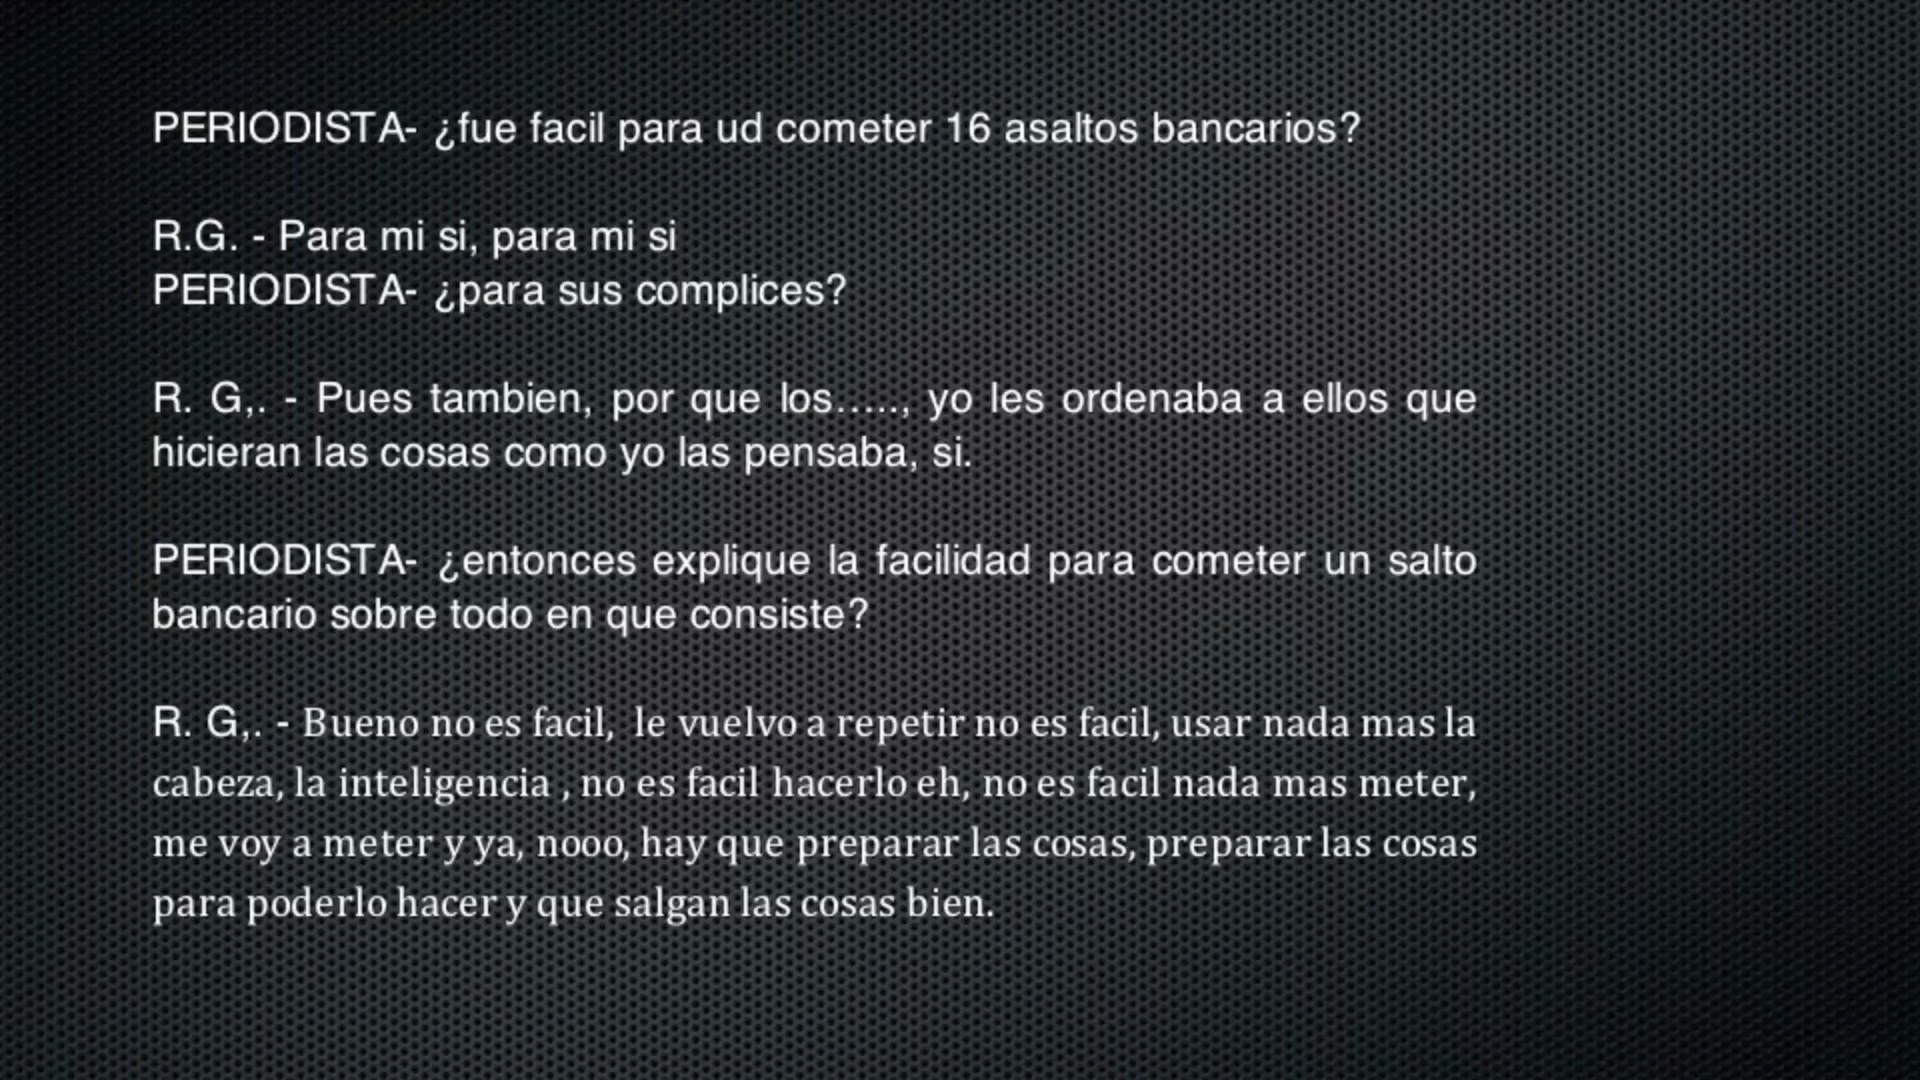 PERIODISTA- ¿fue facil para ud cometer 16 asaltos bancarios?
R.G. - Para mi si, para mi si
PERIODISTA- ¿para sus complices?
R. G,. - Pues tambien, por que los….., yo les ordenaba a ellos que
hicieran las cosas como yo las pensaba, si.
PERIODISTA- ¿entonces explique la facilidad para cometer un salto
bancario sobre todo en que consiste?
R. G,. - Bueno no es facil,  le vuelvo a repetir no es facil, usar nada mas la
cabeza, la inteligencia , no es facil hacerlo eh, no es facil nada mas meter,
me voy a meter y ya, nooo, hay que preparar las cosas, preparar las cosas
para poderlo hacer y que salgan las cosas bien.